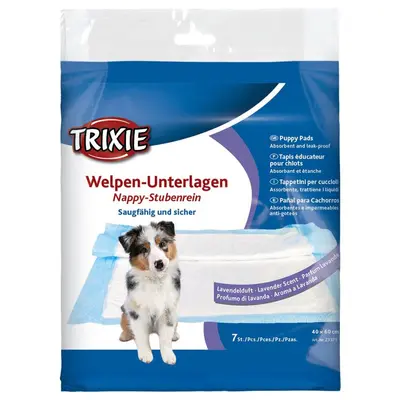 TRIXIE
Welpen-Unterlagen
Nappy-Stubenrein
Saugfähig und sicher
Puppy Pads
Absorbent and leak-proof
Tapis éducateur
pour chiots
Absorbant et étanche
Tappetini per cuccioli
Pañal para Cachorros
anti-goteos
Lavendelduft · Lavender Scent · Parfum Lavande
Profumo di lavanda · Aroma a Lavanda
7 St./Pcs./Pces./Pz./Pzas.
40 x 60 cm